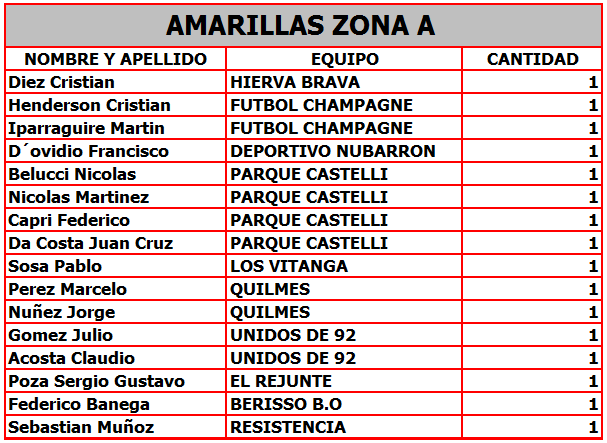 AMARILLAS ZONA A
NOMBRE Y APELLIDO EQUIPO CANTIDAD
Diez Cristian HIERVA BRAVA 1
Henderson Cristian FUTBOL CHAMPAGNE 1
Iparraguire Martin FUTBOL CHAMPAGNE 1
D´ovidio Francisco DEPORTIVO NUBARRON 1
Belucci Nicolas PARQUE CASTELLI 1
Nicolas Martinez PARQUE CASTELLI 1
Capri Federico PARQUE CASTELLI 1
Da Costa Juan Cruz PARQUE CASTELLI 1
Sosa Pablo LOS VITANGA 1
Perez Marcelo QUILMES 1
Nuñez Jorge QUILMES 1
Gomez Julio UNIDOS DE 92 1
Acosta Claudio UNIDOS DE 92 1
Poza Sergio Gustavo EL REJUNTE 1
Federico Banega BERISSO B.O 1
Sebastian Muñoz RESISTENCIA 1